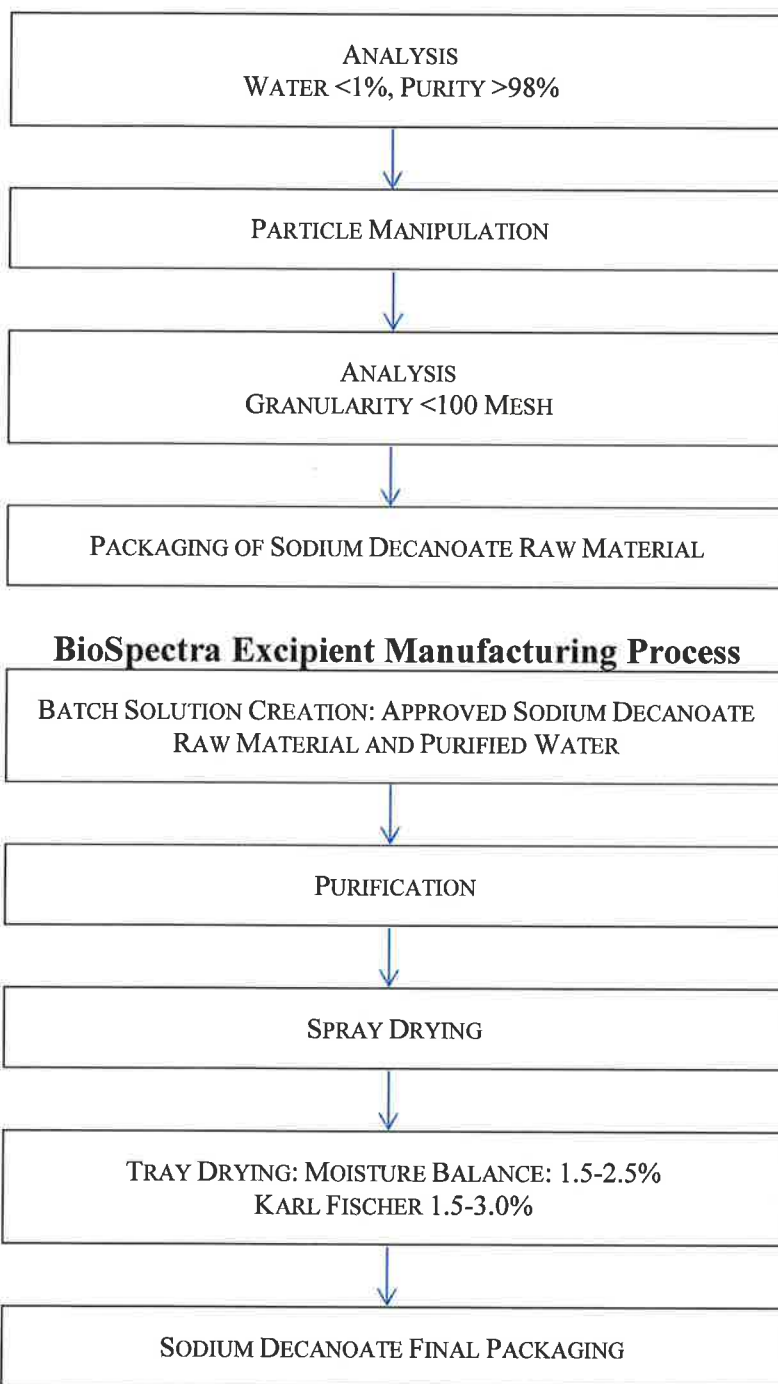 ANALYSIS
WATER <1%, PURITY >98%
PARTICLE MANIPULATION
ANALYSIS
GRANULARITY <100 MESH
PACKAGING OF SODIUM DECANOATE RAW MATERIAL
BioSpectra Excipient Manufacturing Process
BATCH SOLUTION CREATION: APPROVED SODIUM DECANOATE
RAW MATERIAL AND PURIFIED WATER
PURIFICATION
SPRAY DRYING
TRAY DRYING: MOISTURE BALANCE: 1.5-2.5%
KARL FISCHER 1.5-3.0%
SODIUM DECANOATE FINAL PACKAGING